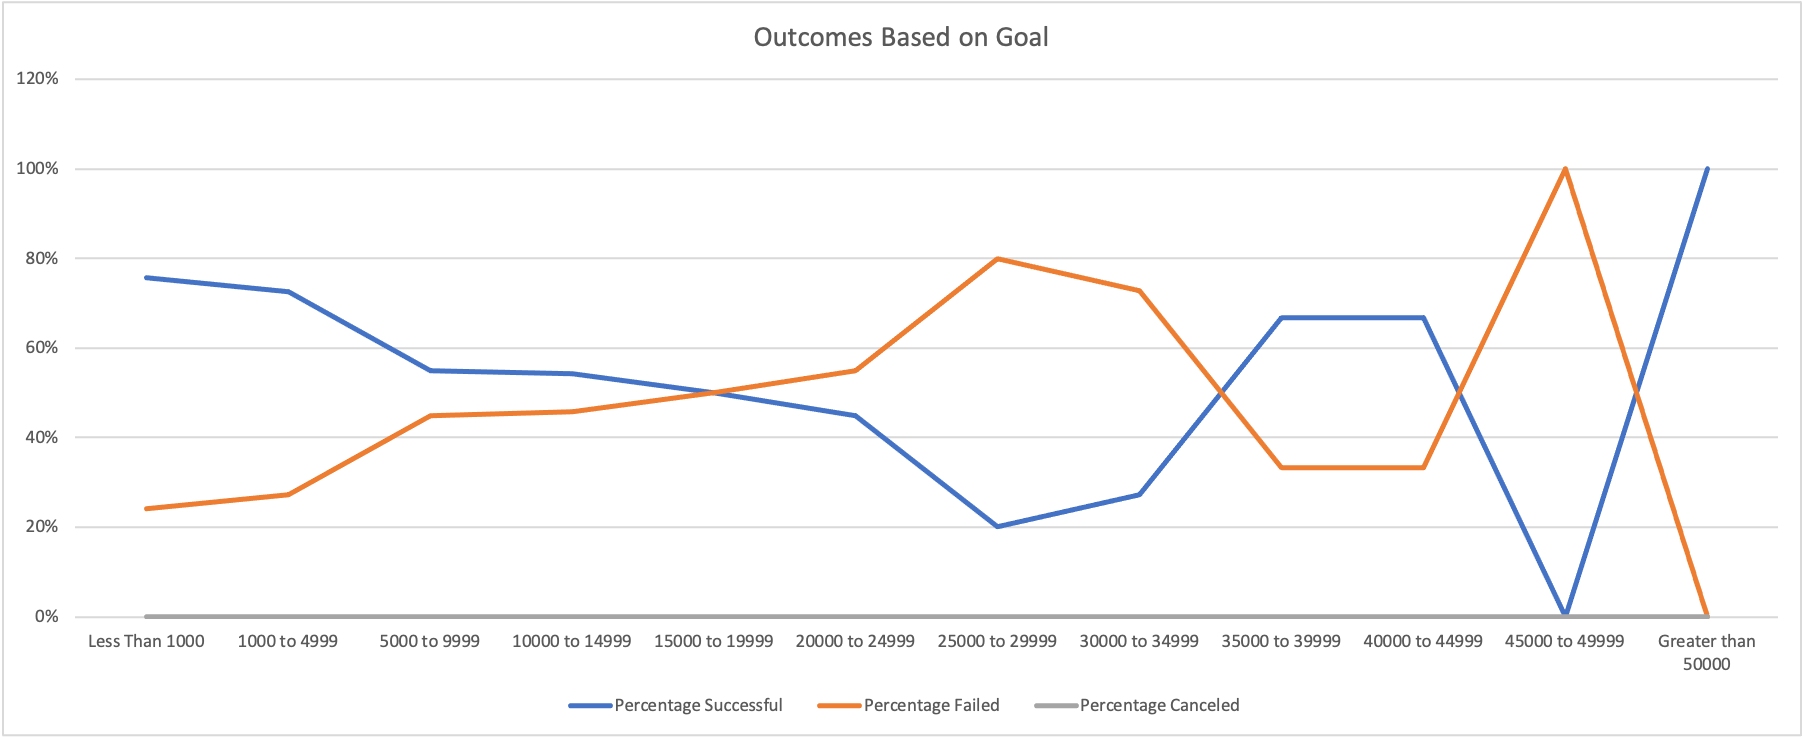 Outcomes Based on Goal
120%
100%
80%
60%
40%
20%
0%
Less Than 1000 1000 to 4999 5000 to 9999 10000 to 14999 15000 to 19999 20000 to 24999 25000 to 29999 30000 to 34999 35000 to 39999 40000 to 44999 45000 to 49999 Greater than
50000
Percentage Successful Percentage Failed Percentage Canceled